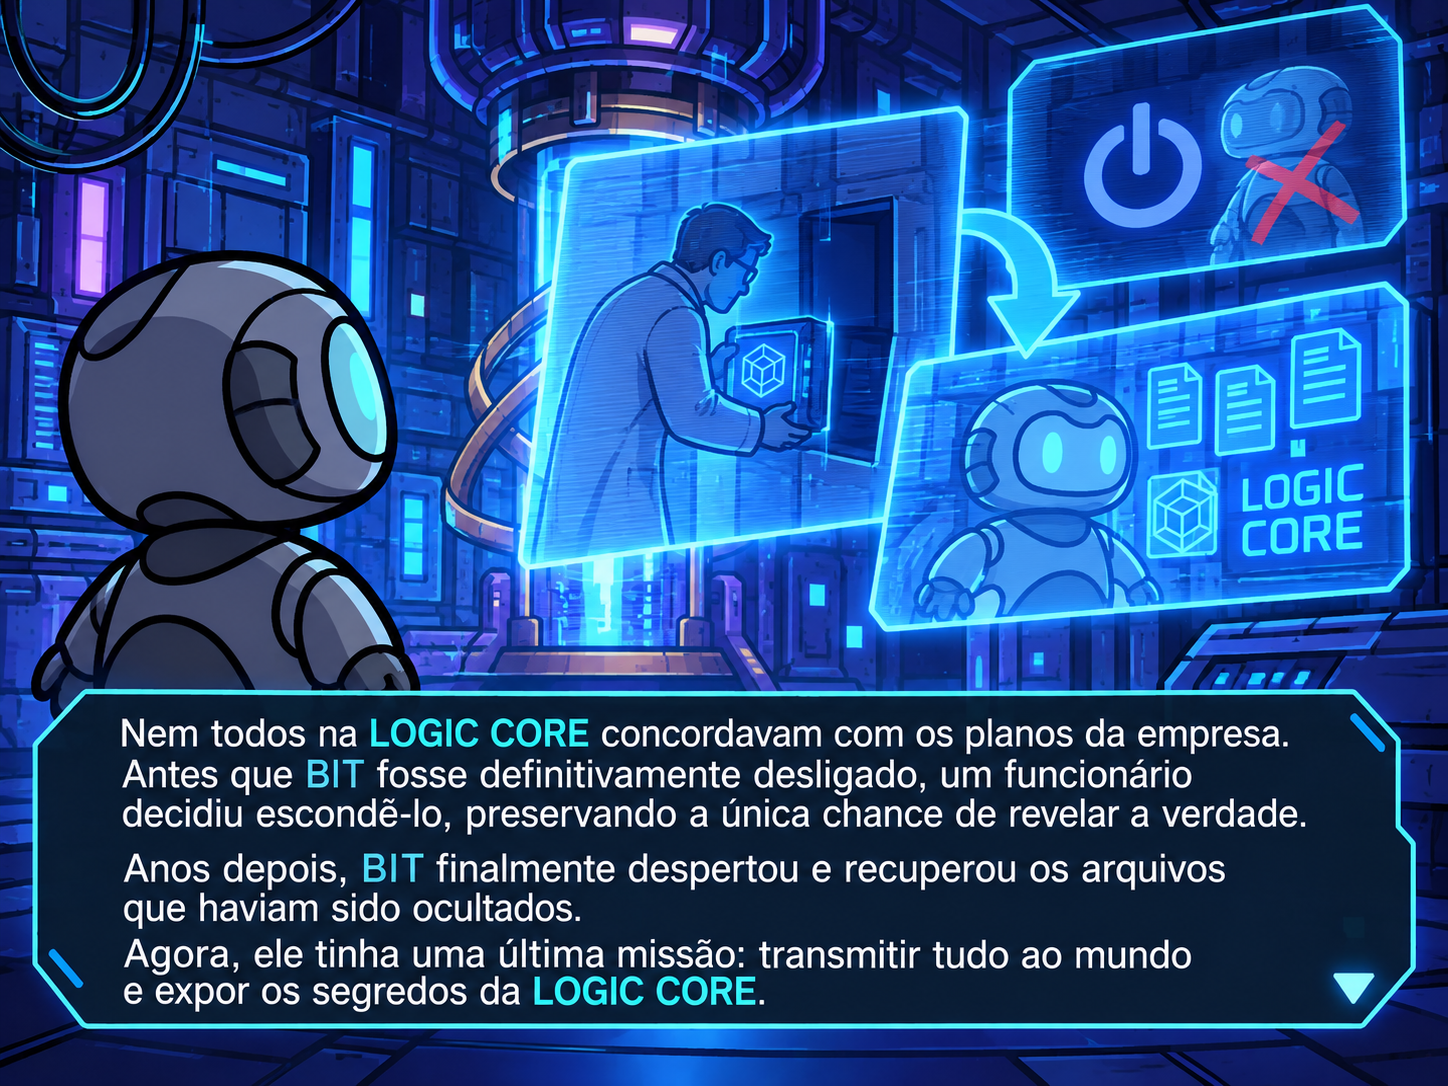 LOGIC
CORE
Nem todos na LOGIC CORE concordavam com os planos da empresa.
Antes que BIT fosse definitivamente desligado, um funcionário
decidiu escondẽ-lo, preservando a única chance de revelar a verdade.
Anos depois, BIT finalmente despertou e recuperou os arquivos
que haviam sido ocultados.
Agora, ele tinha uma última missão: transmitir tudo ao mundo
e expor os segredos da LOGIC CORE.